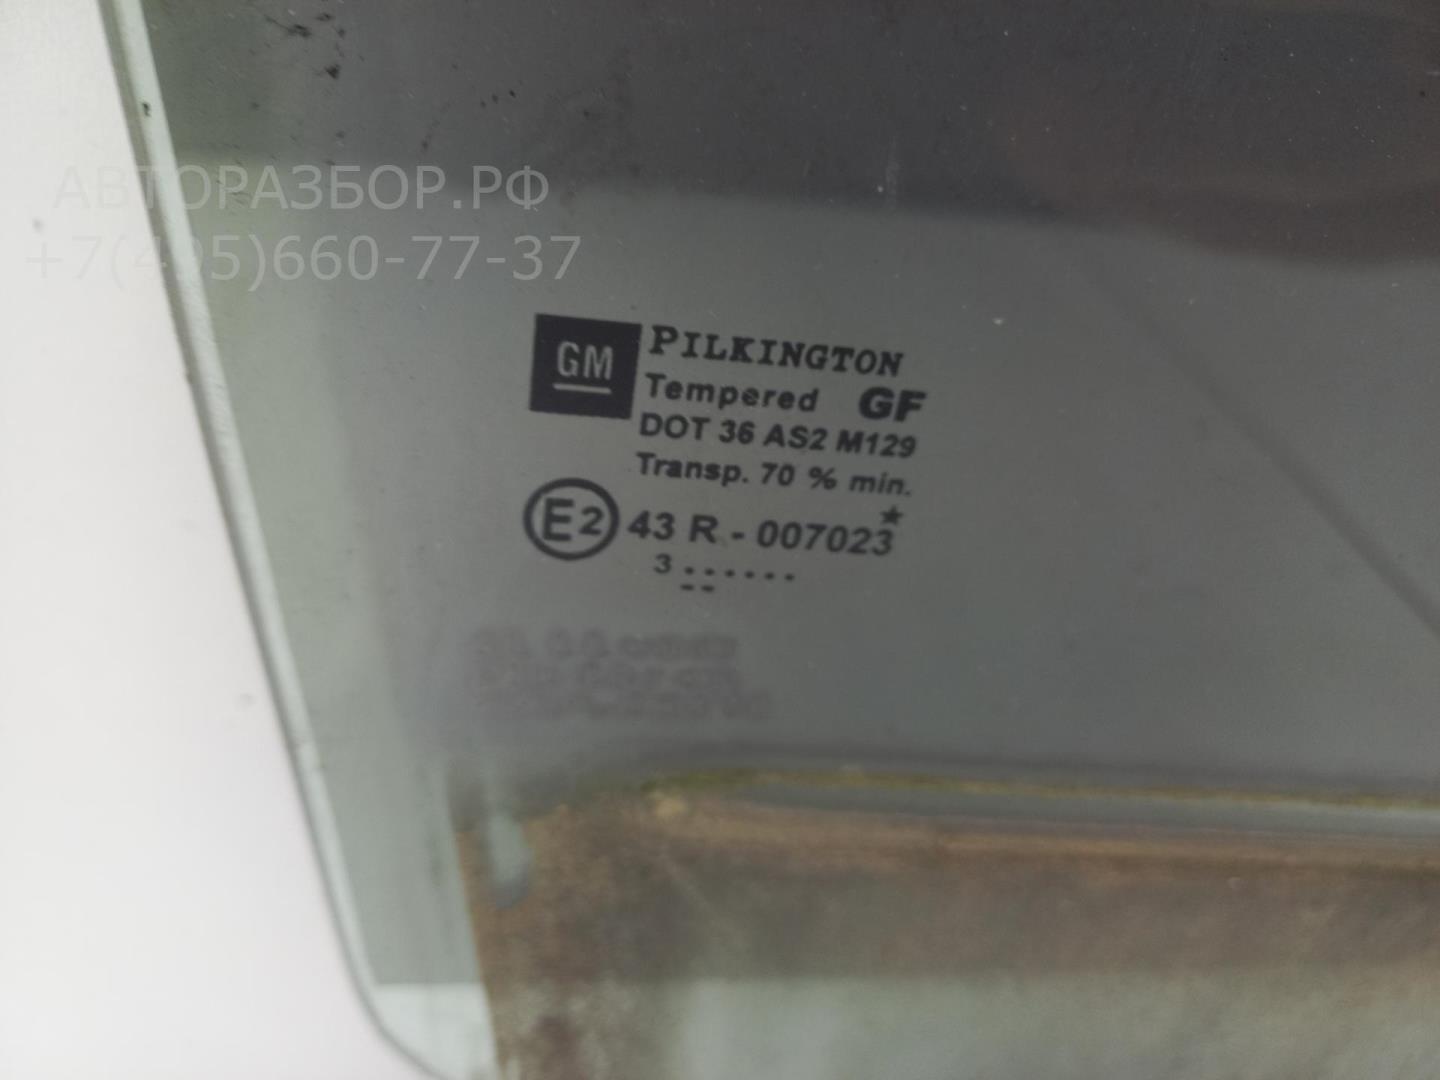 АВТОРАЗБОР.РФ
+7(495)660-77-37
GM
PILKINGTON
Tempered GF
DOT 36 AS2 M129
Transp. 70 % min.
E2 43 R - 007023 ★
3 ......
--